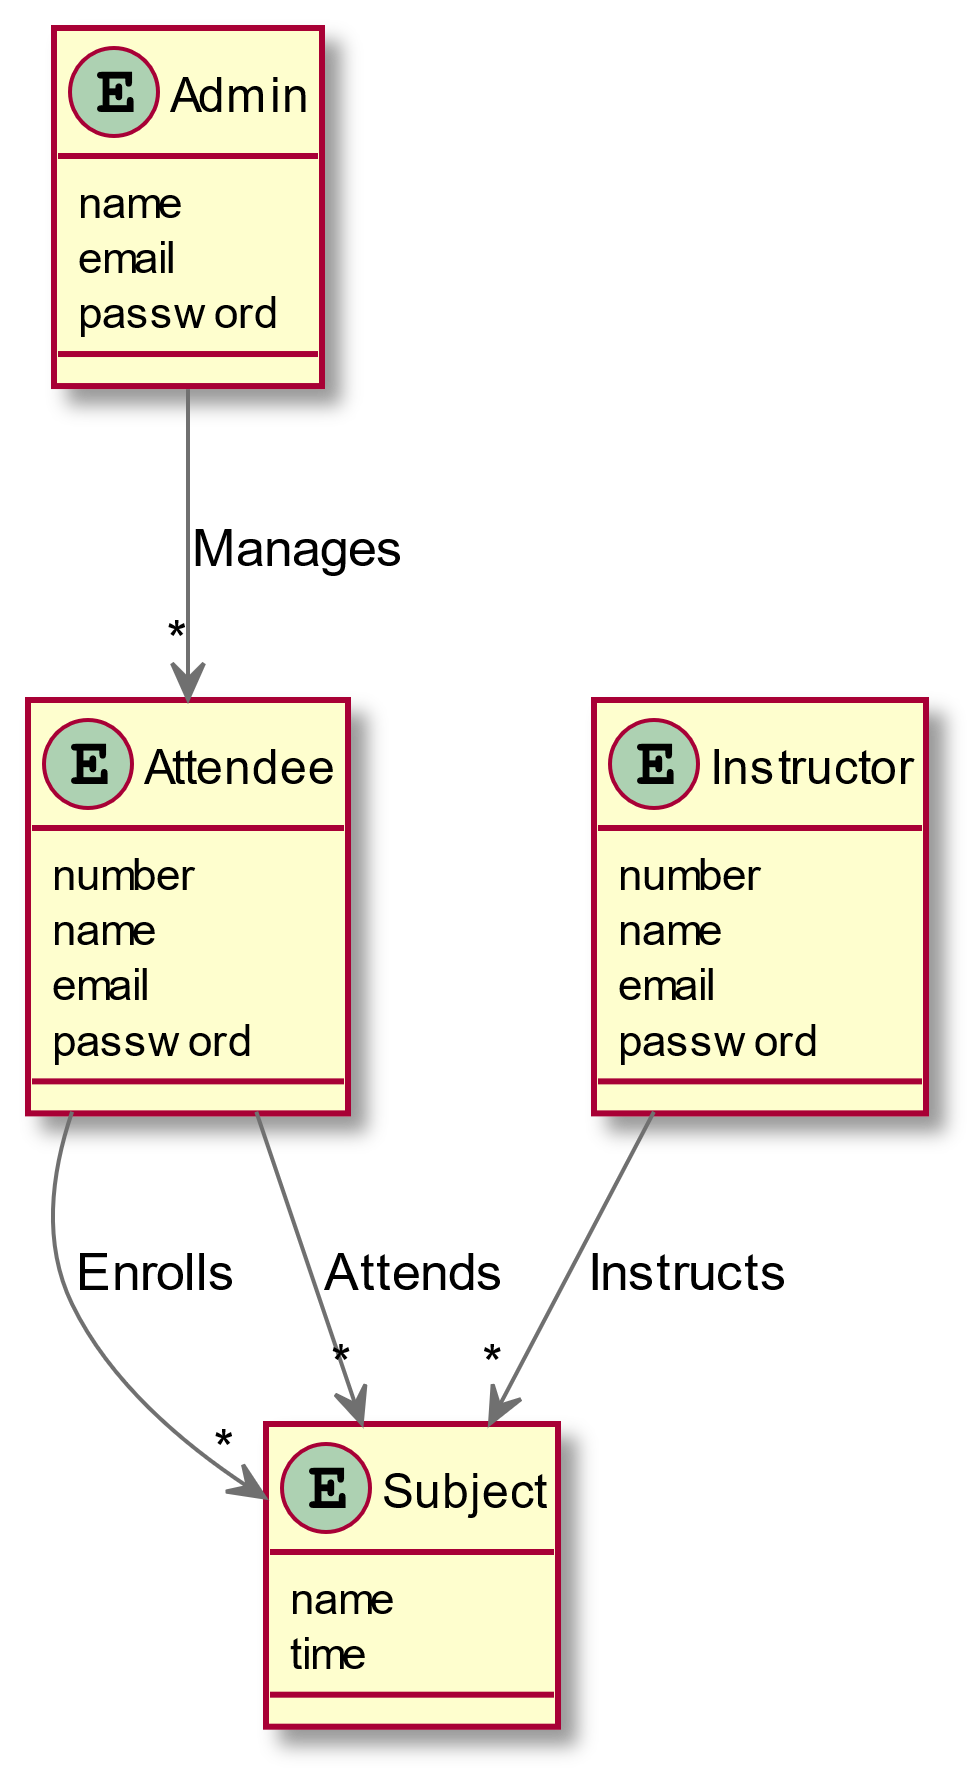 E Admin
name
email
password
Manages
*
E Attendee
number
name
email
password
E Instructor
number
name
email
password
Enrolls
Attends
Instructs
*
*
*
E Subject
name
time